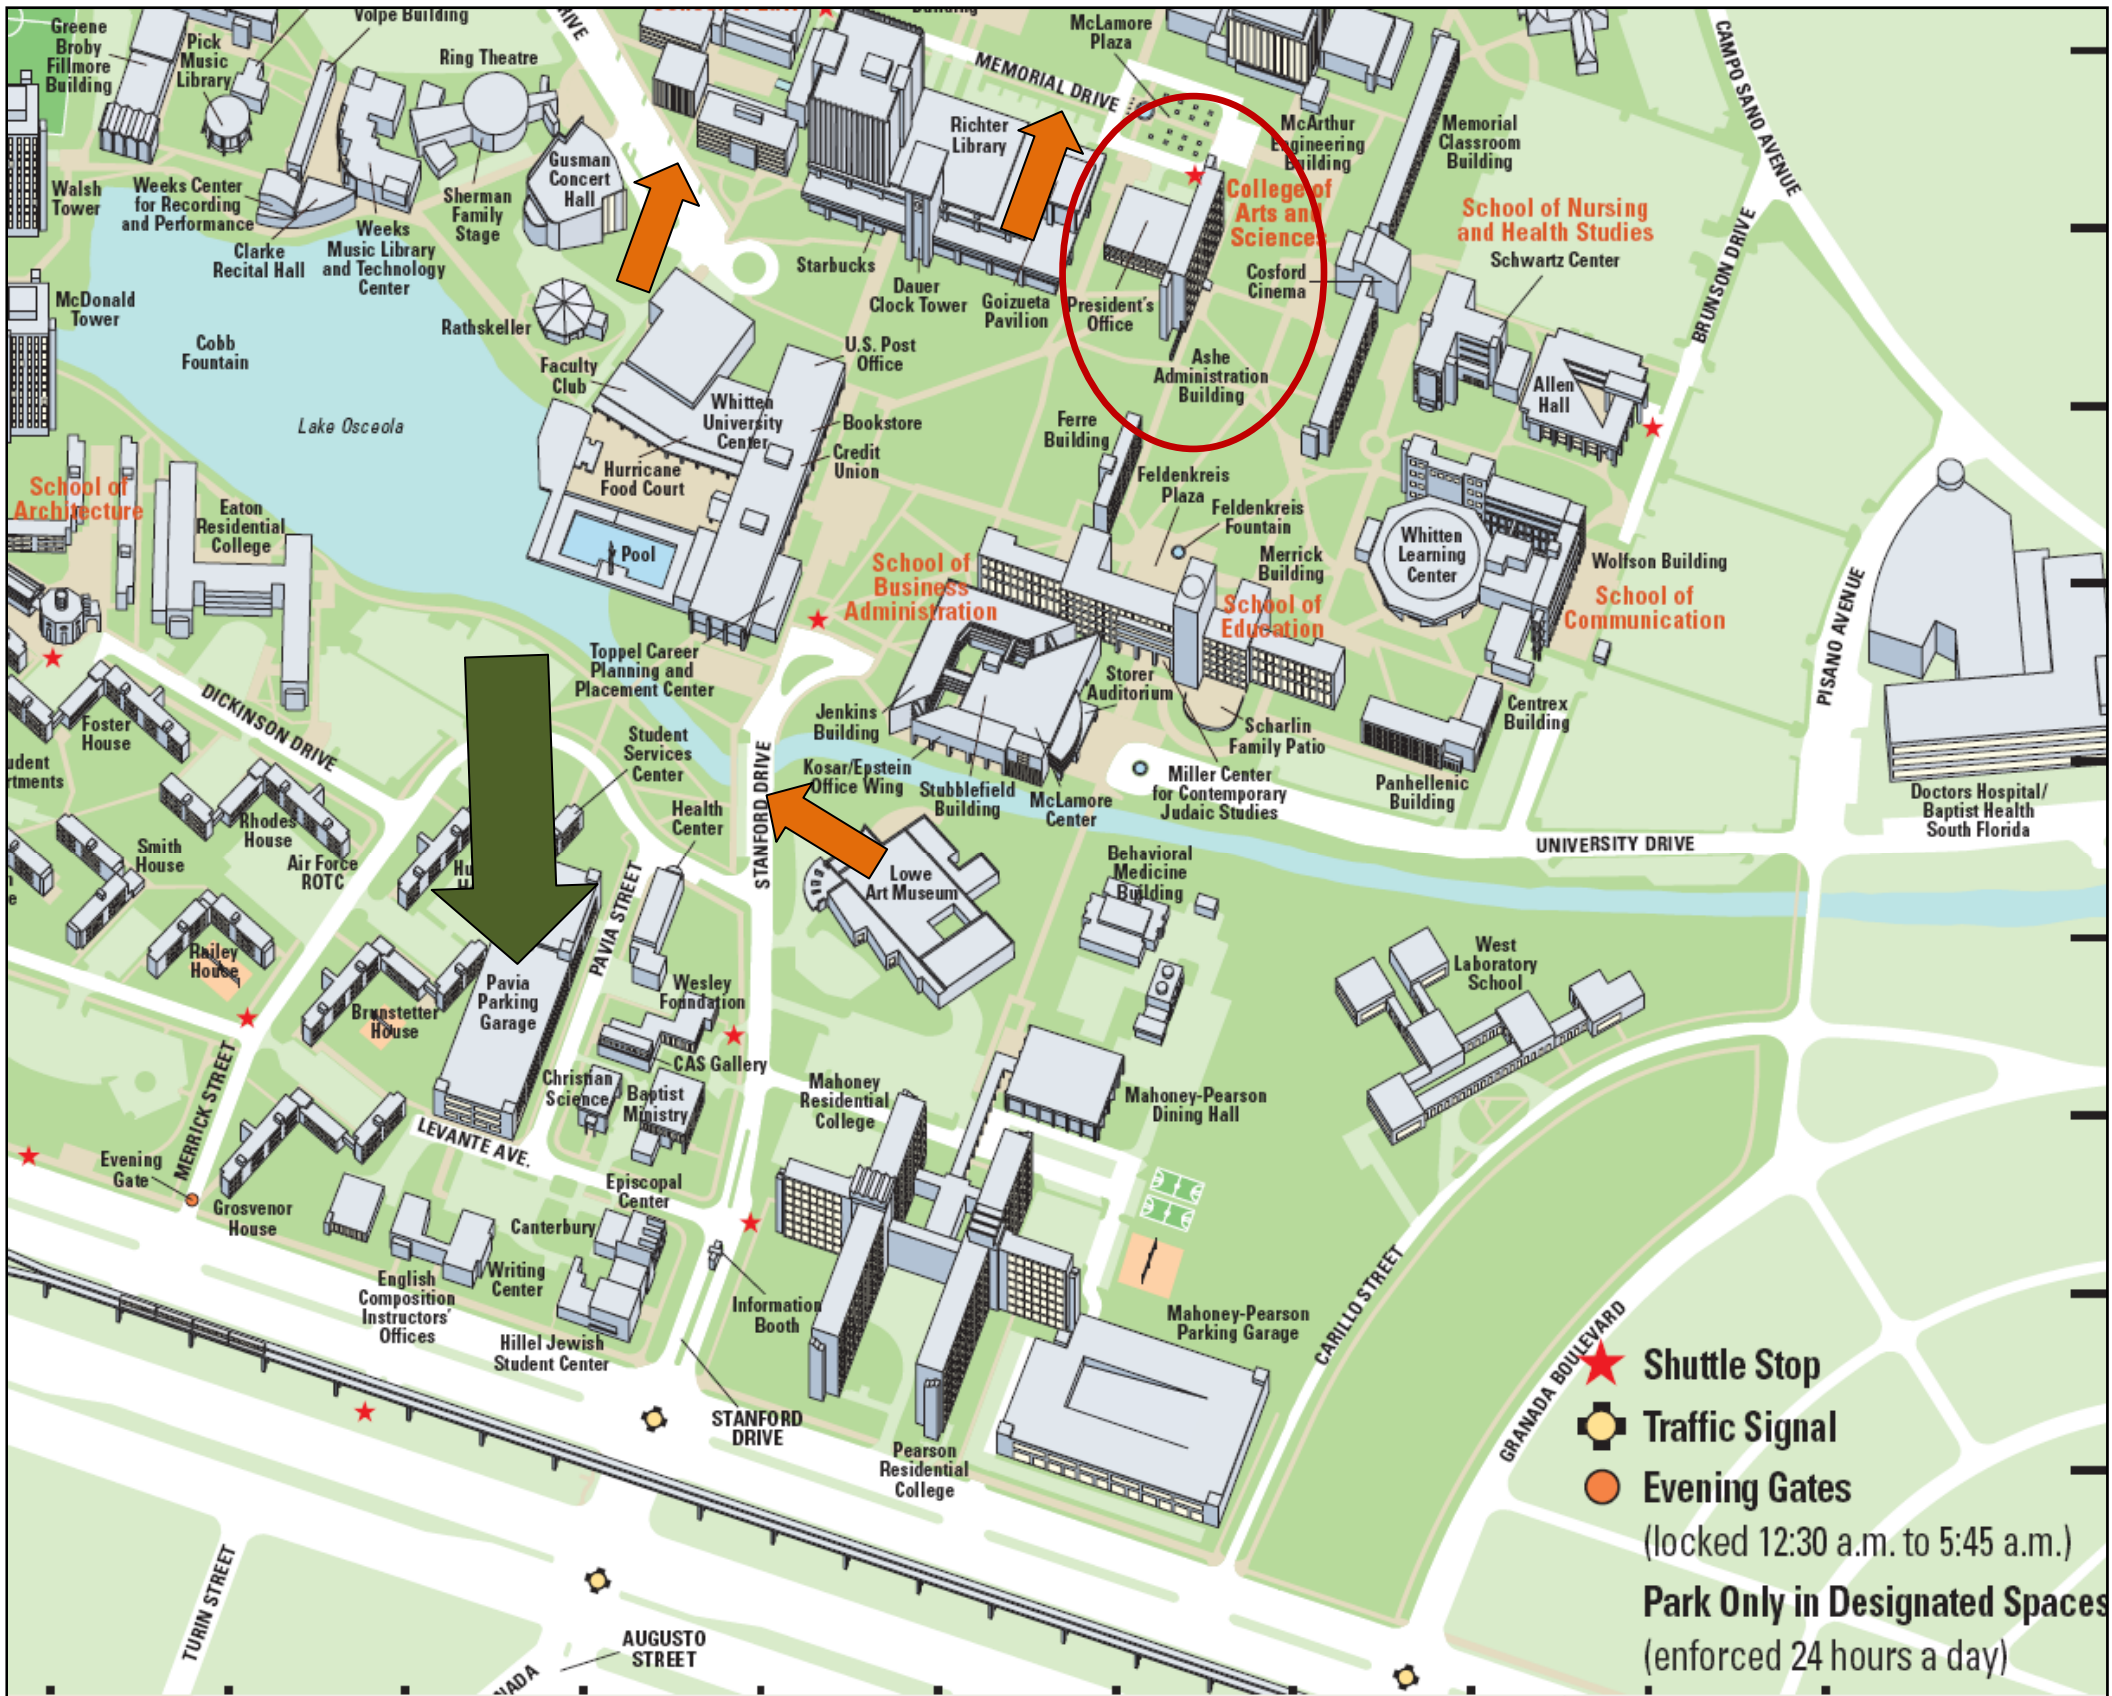 Volpe Building
Greene
Broby
Fillmore
Building
Pick
Music
Library
Ring Theatre
DRIVE
McLamore
Plaza
MEMORIAL DRIVE
CAMPO SANO AVENUE
Richter
Library
McArthur
Engineering
Building
Memorial
Classroom
Building
Gusman
Concert
Hall
Walsh
Tower
Weeks Center
for Recording
and Performance
Sherman
Family
Stage
Clarke
Recital Hall
Weeks
Music Library
and Technology
Center
College of
Arts and
Sciences
School of Nursing
and Health Studies
Schwartz Center
BRUNSON DRIVE
Starbucks
Dauer
Clock Tower
Goizueta
Pavilion
President's
Office
Cosford
Cinema
McDonald
Tower
Cobb
Fountain
Rathskeller
Lake Osceola
Faculty
Club
U.S. Post
Office
Whitten
University
Center
Bookstore
Credit
Union
Hurricane
Food Court
Ashe
Administration
Building
Allen
Hall
Ferre
Building
Feldenkreis
Plaza
Feldenkreis
Fountain
School of
Architecture
Eaton
Residential
College
Pool
School of
Business
Administration
Merrick
Building
School of
Education
Whitten
Learning
Center
Wolfson Building
School of
Communication
PISANO AVENUE
Toppel Career
Planning and
Placement Center
DICKINSON DRIVE
Foster
House
Student
Services
Center
Jenkins
Building
Storer
Auditorium
Scharlin
Family Patio
Centrex
Building
udent
rtments
STANFORD DRIVE
Kosar/Epstein
Office Wing
Stubblefield
Building
McLamore
Center
Miller Center
for Contemporary
Judaic Studies
Panhellenic
Building
Doctors Hospital/
Baptist Health
South Florida
UNIVERSITY DRIVE
Rhodes
House
Smith
House
Air Force
ROTC
Health
Center
Hu
H
PAVIA STREET
Lowe
Art Museum
Behavioral
Medicine
Building
Railey
House
Brunstetter
House
Pavia
Parking
Garage
Wesley
Foundation
CAS Gallery
West
Laboratory
School
MERRICK STREET
Christian
Science
Baptist
Ministry
Mahoney
Residential
College
Mahoney-Pearson
Dining Hall
LEVANTE AVE.
Evening
Gate
Grosvenor
House
Episcopal
Center
Canterbury
Writing
Center
English
Composition
Instructors'
Offices
Hillel Jewish
Student Center
Information
Booth
CARILLO STREET
Mahoney-Pearson
Parking Garage
GRANADA BOULEVARD
STANFORD
DRIVE
Pearson
Residential
College
TURIN STREET
AUGUSTO
STREET
NADA
Shuttle Stop
Traffic Signal
Evening Gates
(locked 12:30 a.m. to 5:45 a.m.)
Park Only in Designated Spaces
(enforced 24 hours a day)